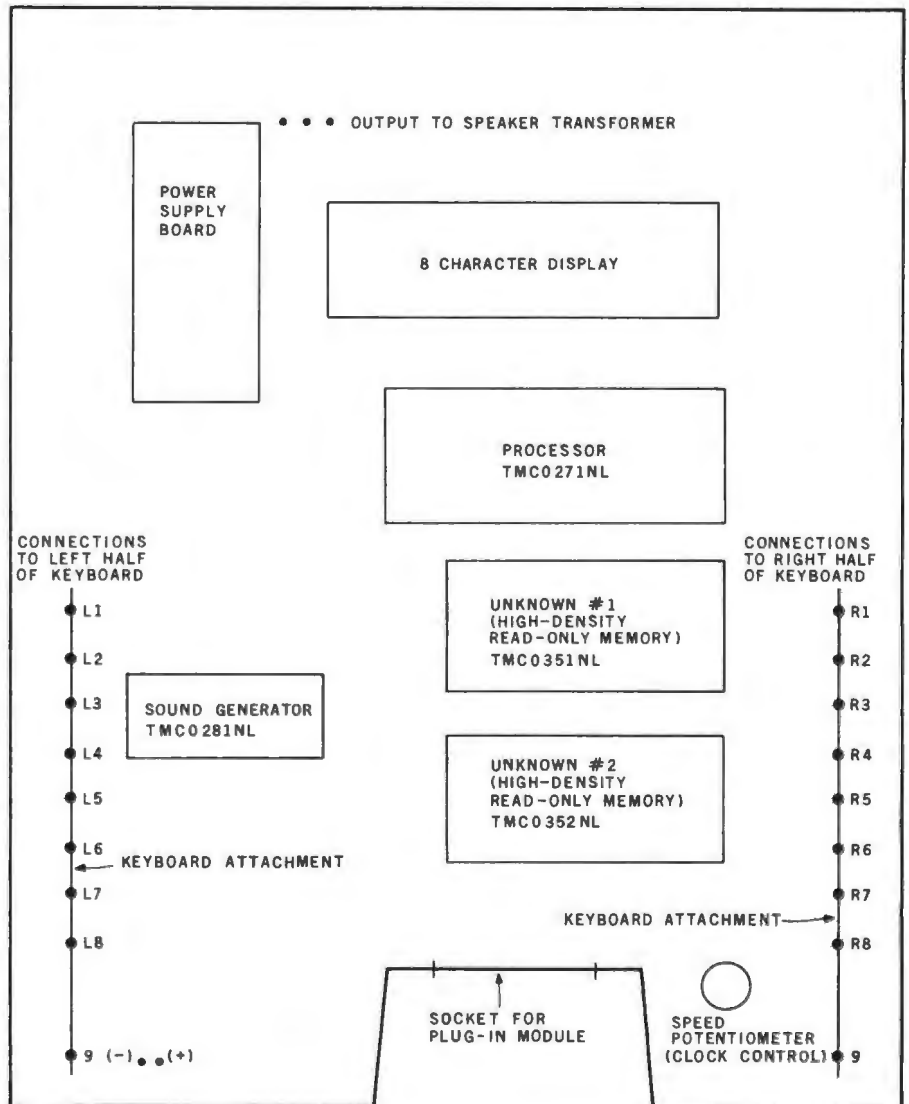 OUTPUT TO SPEAKER TRANSFORMER
POWER
SUPPLY
BOARD
8 CHARACTER DISPLAY
PROCESSOR
TMC0271NL
CONNECTIONS
TO LEFT HALF
OF KEYBOARD
CONNECTIONS
TO RIGHT HALF
OF KEYBOARD
L1
L2
L3
L4
L5
L6
KEYBOARD ATTACHMENT
L7
L8
9 (-) (+)
SOUND GENERATOR
TMC0281NL
UNKNOWN #1
(HIGH-DENSITY
READ-ONLY MEMORY)
TMC0351NL
UNKNOWN #2
(HIGH-DENSITY
READ-ONLY MEMORY)
TMC0352NL
R1
R2
R3
R4
R5
R6
R7
KEYBOARD ATTACHMENT
R8
SOCKET FOR
PLUG-IN MODULE
SPEED
POTENTIOMETER
(CLOCK CONTROL)
9